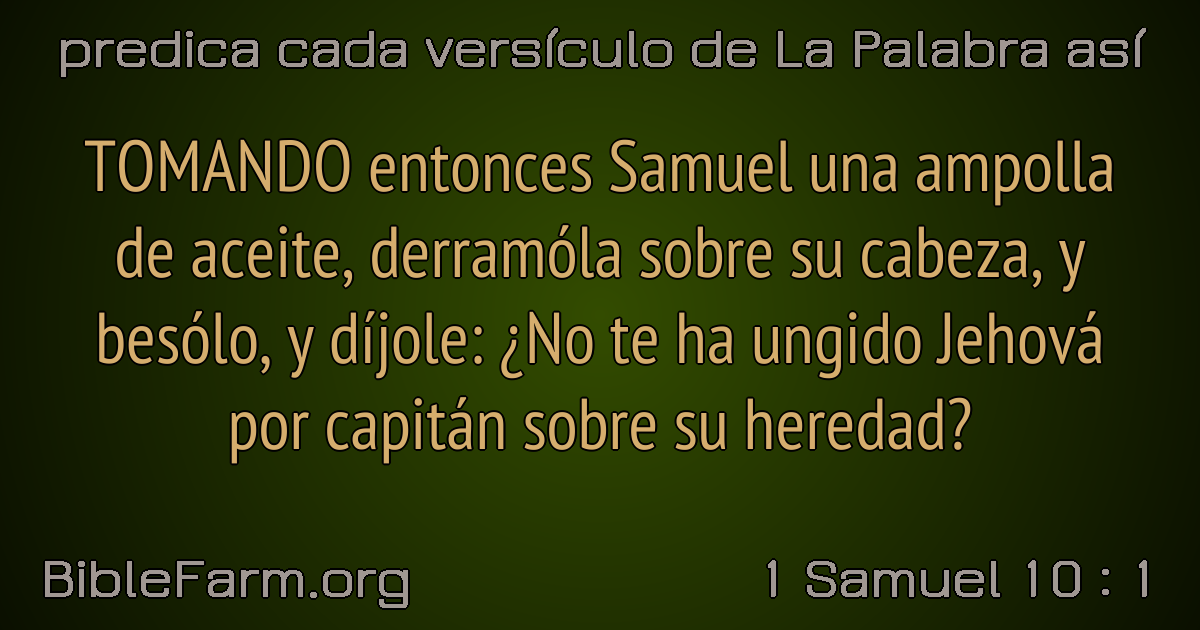 predica cada versículo de La Palabra así
TOMANDO entonces Samuel una ampolla
de aceite, derramóla sobre su cabeza, y
besólo, y díjole: ¿No te ha ungido Jehová
por capitán sobre su heredad?
BibleFarm.org
1 Samuel 10 : 1